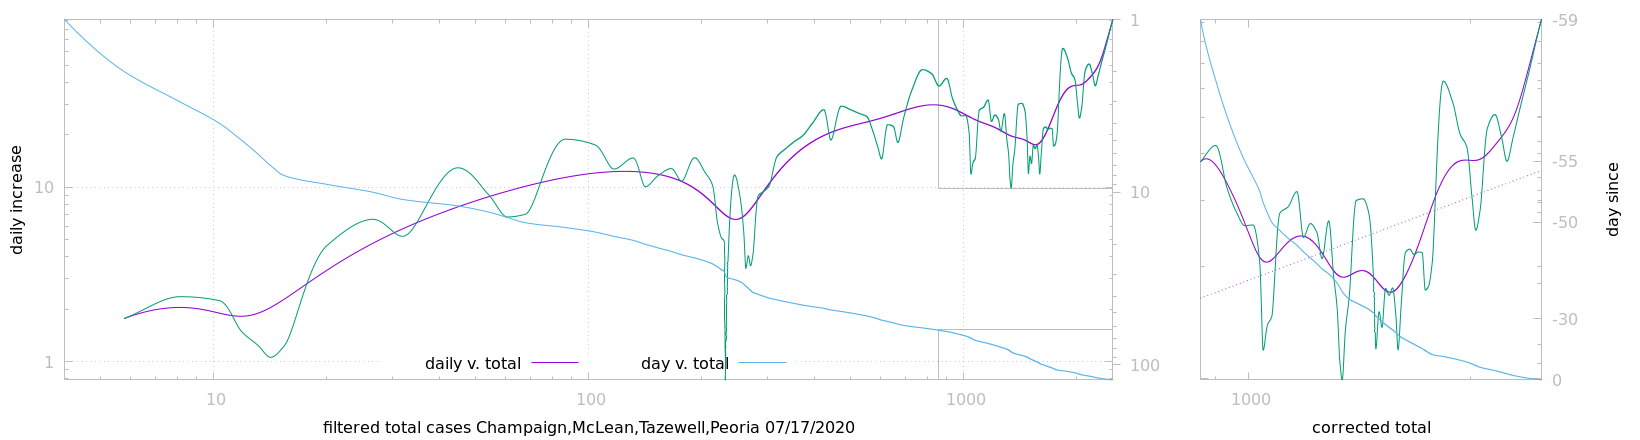 daily increase
10
1
daily v. total
day v. total
1
10
100
10
100
1000
filtered total cases Champaign,McLean,Tazewell,Peoria 07/17/2020
-59
-55
-50
-30
0
day since
1000
corrected total